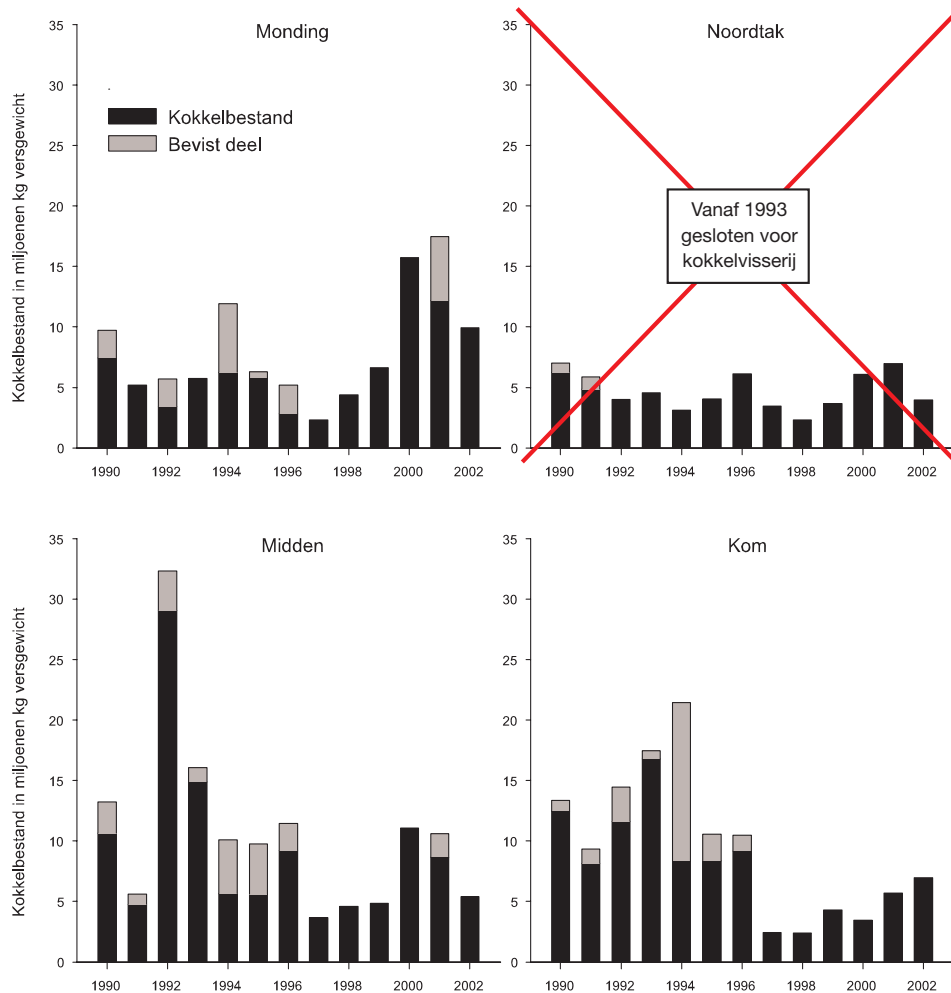 Monding
Kokkelbestand in miljoenen kg versgewicht
35
30
25
20
15
10
5
0
Kokkelbestand
Bevist deel
1990 1992 1994 1996 1998 2000 2002
Noordtak
35
30
25
20
15
10
5
0
Vanaf 1993
gesloten voor
kokkelvisserij
1990 1992 1994 1996 1998 2000 2002
Midden
Kokkelbestand in miljoenen kg versgewicht
35
30
25
20
15
10
5
0
1990 1992 1994 1996 1998 2000 2002
Kom
35
30
25
20
15
10
5
0
1990 1992 1994 1996 1998 2000 2002